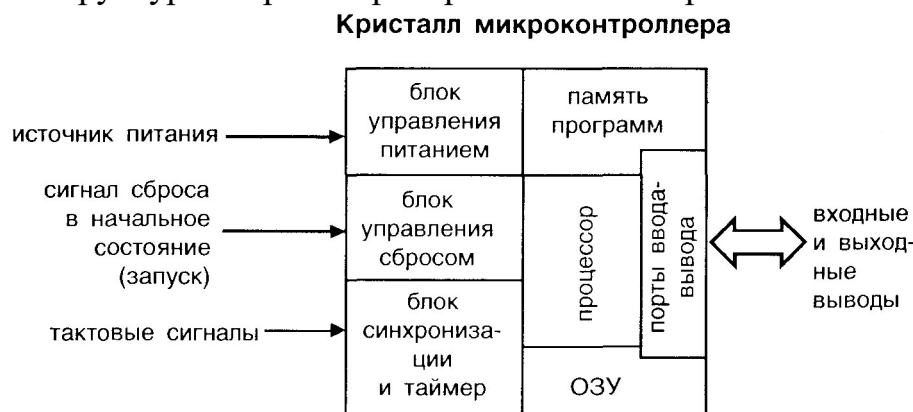 Кристалл микроконтроллера
блок
управления
питанием
память
программ
источник питания
сигнал сброса
в начальное
состояние
(запуск)
блок
управления
сбросом
процессор
порты ввода-
вывода
входные
и выход-
ные
выводы
тактовые сигналы
блок
синхрониза-
ции
и таймер
ОЗУ